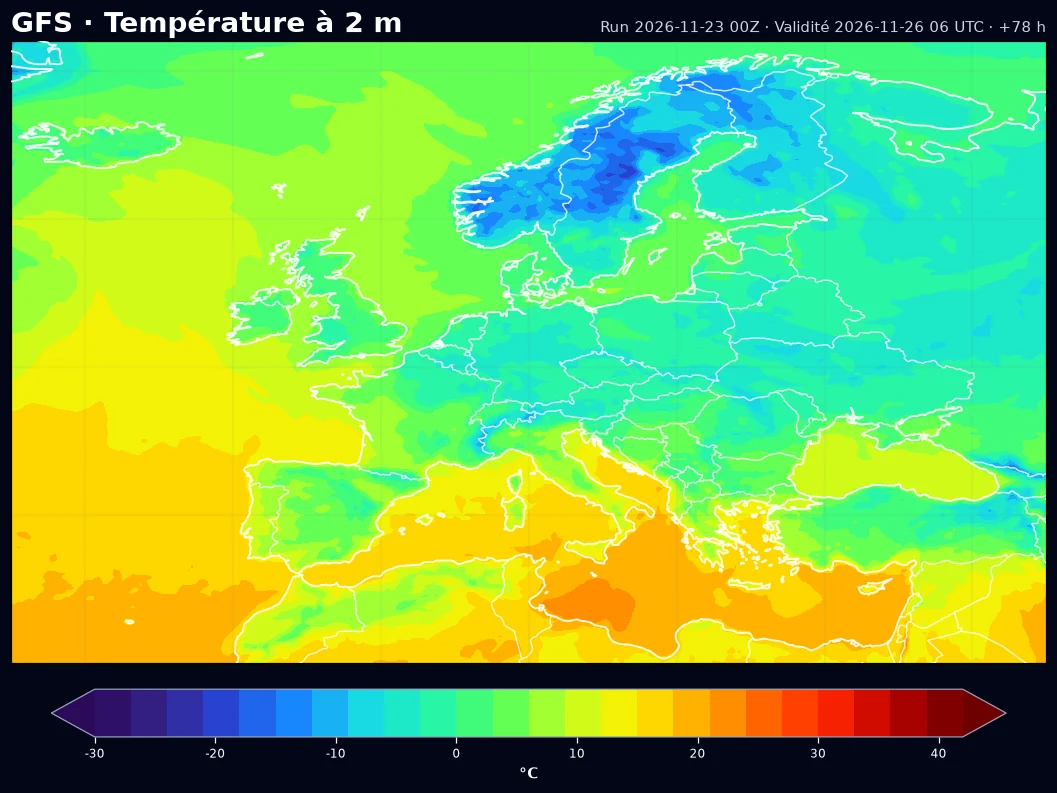 GFS · Température à 2 m
Run 2026-11-23 00Z · Validité 2026-11-26 06 UTC · +78 h
-30 -20 -10 0 10 20 30 40
°C